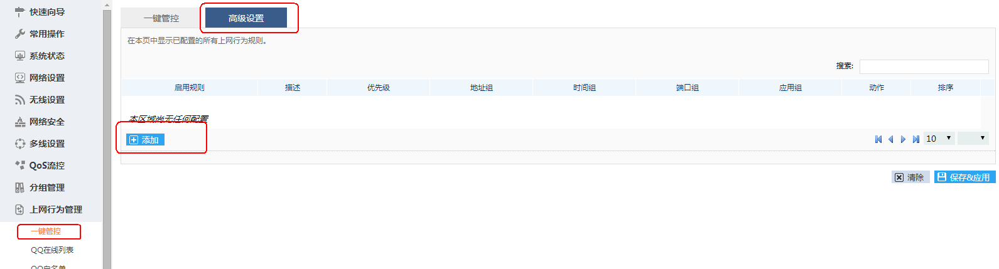 快速向导
常用操作
系统状态
网络设置
无线设置
网络安全
多线设置
QoS流控
分组管理
上网行为管理
一键管控
QQ在线列表
QQ白名单
一键管控 高级设置
在本页中显示已配置的所有上网行为规则。
搜索:
启用规则 描述 优先级 地址组 时间组 端口组 应用组 动作 排序
本区域尚无任何配置
添加 10
清除 保存&应用